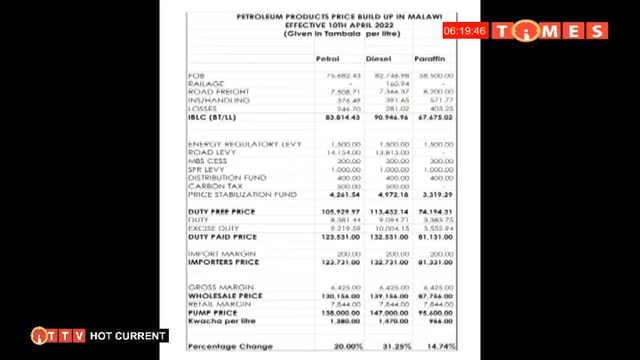 06:19:46 TIMES
PETROLEUM PRODUCTS PRICE BUILD UP IN MALAWI
EFFECTIVE 10TH APRIL 2022
(Given in Tambala per litre)
Petrol Diesel Paraffin
FOB 75,682.43 82,746.98 58,500.00
RAILAGE - 160.94 -
ROAD FREIGHT 7,508.71 7,366.37 8,200.00
INS/HANDLING 376.49 391.65 571.77
LOSSES 246.70 281.02 403.25
IBLC (BT/LL) 83,814.43 90,946.96 67,675.02
ENERGY REGULATORY LEVY 1,500.00 1,500.00 1,500.00
ROAD LEVY 14,154.00 13,813.00 -
MBS CESS 300.00 300.00 300.00
SPR LEVY 1,000.00 1,000.00 1,000.00
DISTRIBUTION FUND 400.00 400.00 400.00
CARBON TAX 500.00 500.00 -
PRICE STABILIZATION FUND 4,261.54 4,972.18 3,319.29
DUTY FREE PRICE 105,929.97 113,432.14 74,194.31
DUTY 8,381.44 9,094.71 3,383.75
EXCISE DUTY 9,219.59 10,004.15 3,552.94
DUTY PAID PRICE 123,531.00 132,531.00 81,131.00
IMPORT MARGIN 200.00 200.00 200.00
IMPORTERS PRICE 123,731.00 132,731.00 81,331.00
GROSS MARGIN 6,425.00 6,425.00 6,425.00
WHOLESALE PRICE 130,156.00 139,156.00 87,756.00
RETAIL MARGIN 7,844.00 7,844.00 7,844.00
PUMP PRICE 138,000.00 147,000.00 95,600.00
Kwacha per litre 1,380.00 1,470.00 956.00
Percentage Change 20.00% 31.25% 14.74%
TTV HOT CURRENT